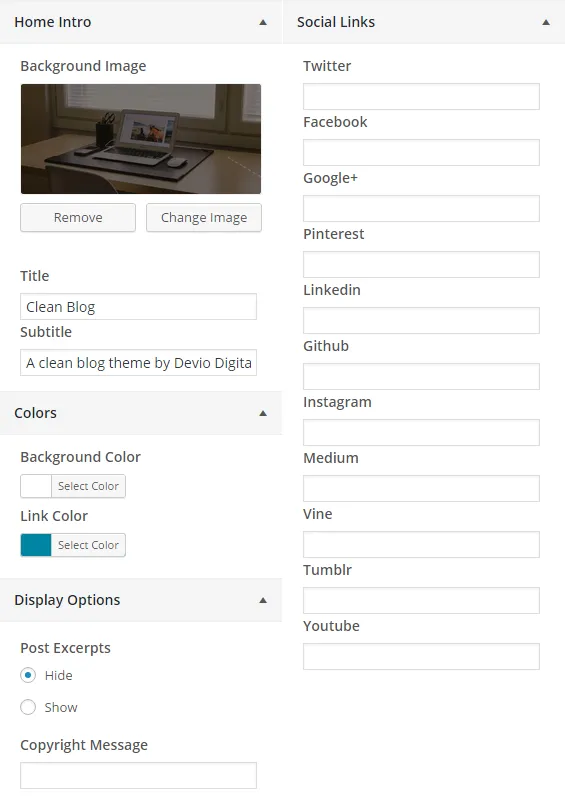 Home Intro
Background Image
Remove
Change Image
Title
Clean Blog
Subtitle
A clean blog theme by Devio Digita
Colors
Background Color
Select Color
Link Color
Select Color
Display Options
Post Excerpts
Hide
Show
Copyright Message
Social Links
Twitter
Facebook
Google+
Pinterest
Linkedin
Github
Instagram
Medium
Vine
Tumblr
Youtube